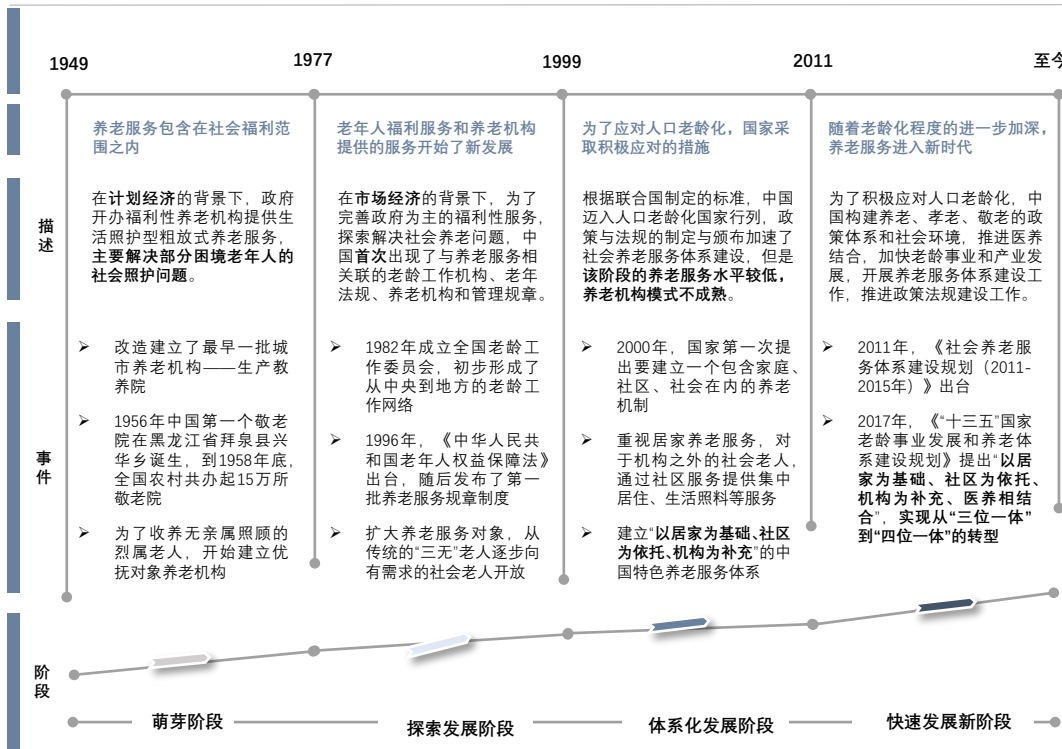 1949
1977
1999
2011
至今
养老服务包含在社会福利范
围之内
老年人福利服务和养老机构
提供的服务开始了新发展
为了应对人口老龄化，国家采
取积极应对的措施
随着老龄化程度的进一步加深，
养老服务进入新时代
描
述
在计划经济的背景下，政府
开办福利性养老机构提供生
活照护型粗放式养老服务，
主要解决部分困境老年人的
社会照护问题。
在市场经济的背景下，为了
完善政府为主的福利性服务，
探索解决社会养老问题，中
国首次出现了与养老服务相
关联的老龄工作机构、老年
法规、养老机构和管理规章。
根据联合国制定的标准，中国
迈入人口老龄化国家行列，政
策与法规的制定与颁布加速了
社会养老服务体系建设，但是
该阶段的养老服务水平较低，
养老机构模式不成熟。
为了积极应对人口老龄化，中
国构建养老、孝老、敬老的政
策体系和社会环境，推进医养
结合，加快老龄事业和产业发
展，开展养老服务体系建设工
作，推进政策法规建设工作。
事
件
➢ 改造建立了最早一批城
市养老机构——生产教
养院
➢ 1956年中国第一个敬老
院在黑龙江省拜泉县兴
华乡诞生，到1958年底，
全国农村共办起15万所
敬老院
➢ 为了收养无亲属照顾的
烈属老人，开始建立优
抚对象养老机构
➢ 1982年成立全国老龄工
作委员会，初步形成了
从中央到地方的老龄工
作网络
➢ 1996年，《中华人民共
和国老年人权益保障法》
出台，随后发布了第一
批养老服务规章制度
➢ 扩大养老服务对象，从
传统的“三无”老人逐步向
有需求的社会老人开放
➢ 2000年，国家第一次提
出要建立一个包含家庭、
社区、社会在内的养老
机制
➢ 重视居家养老服务，对
于机构之外的社会老人，
通过社区服务提供集中
居住、生活照料等服务
➢ 建立“以居家为基础、社区
为依托、机构为补充”的中
国特色养老服务体系
➢ 2011年，《社会养老服
务体系建设规划（2011-
2015年）》出台
➢ 2017年，《“十三五”国家
老龄事业发展和养老体
系建设规划》提出“以居
家为基础、社区为依托、
机构为补充、医养相结
合”，实现从“三位一体”
到“四位一体”的转型
阶
段
萌芽阶段
探索发展阶段
体系化发展阶段
快速发展新阶段